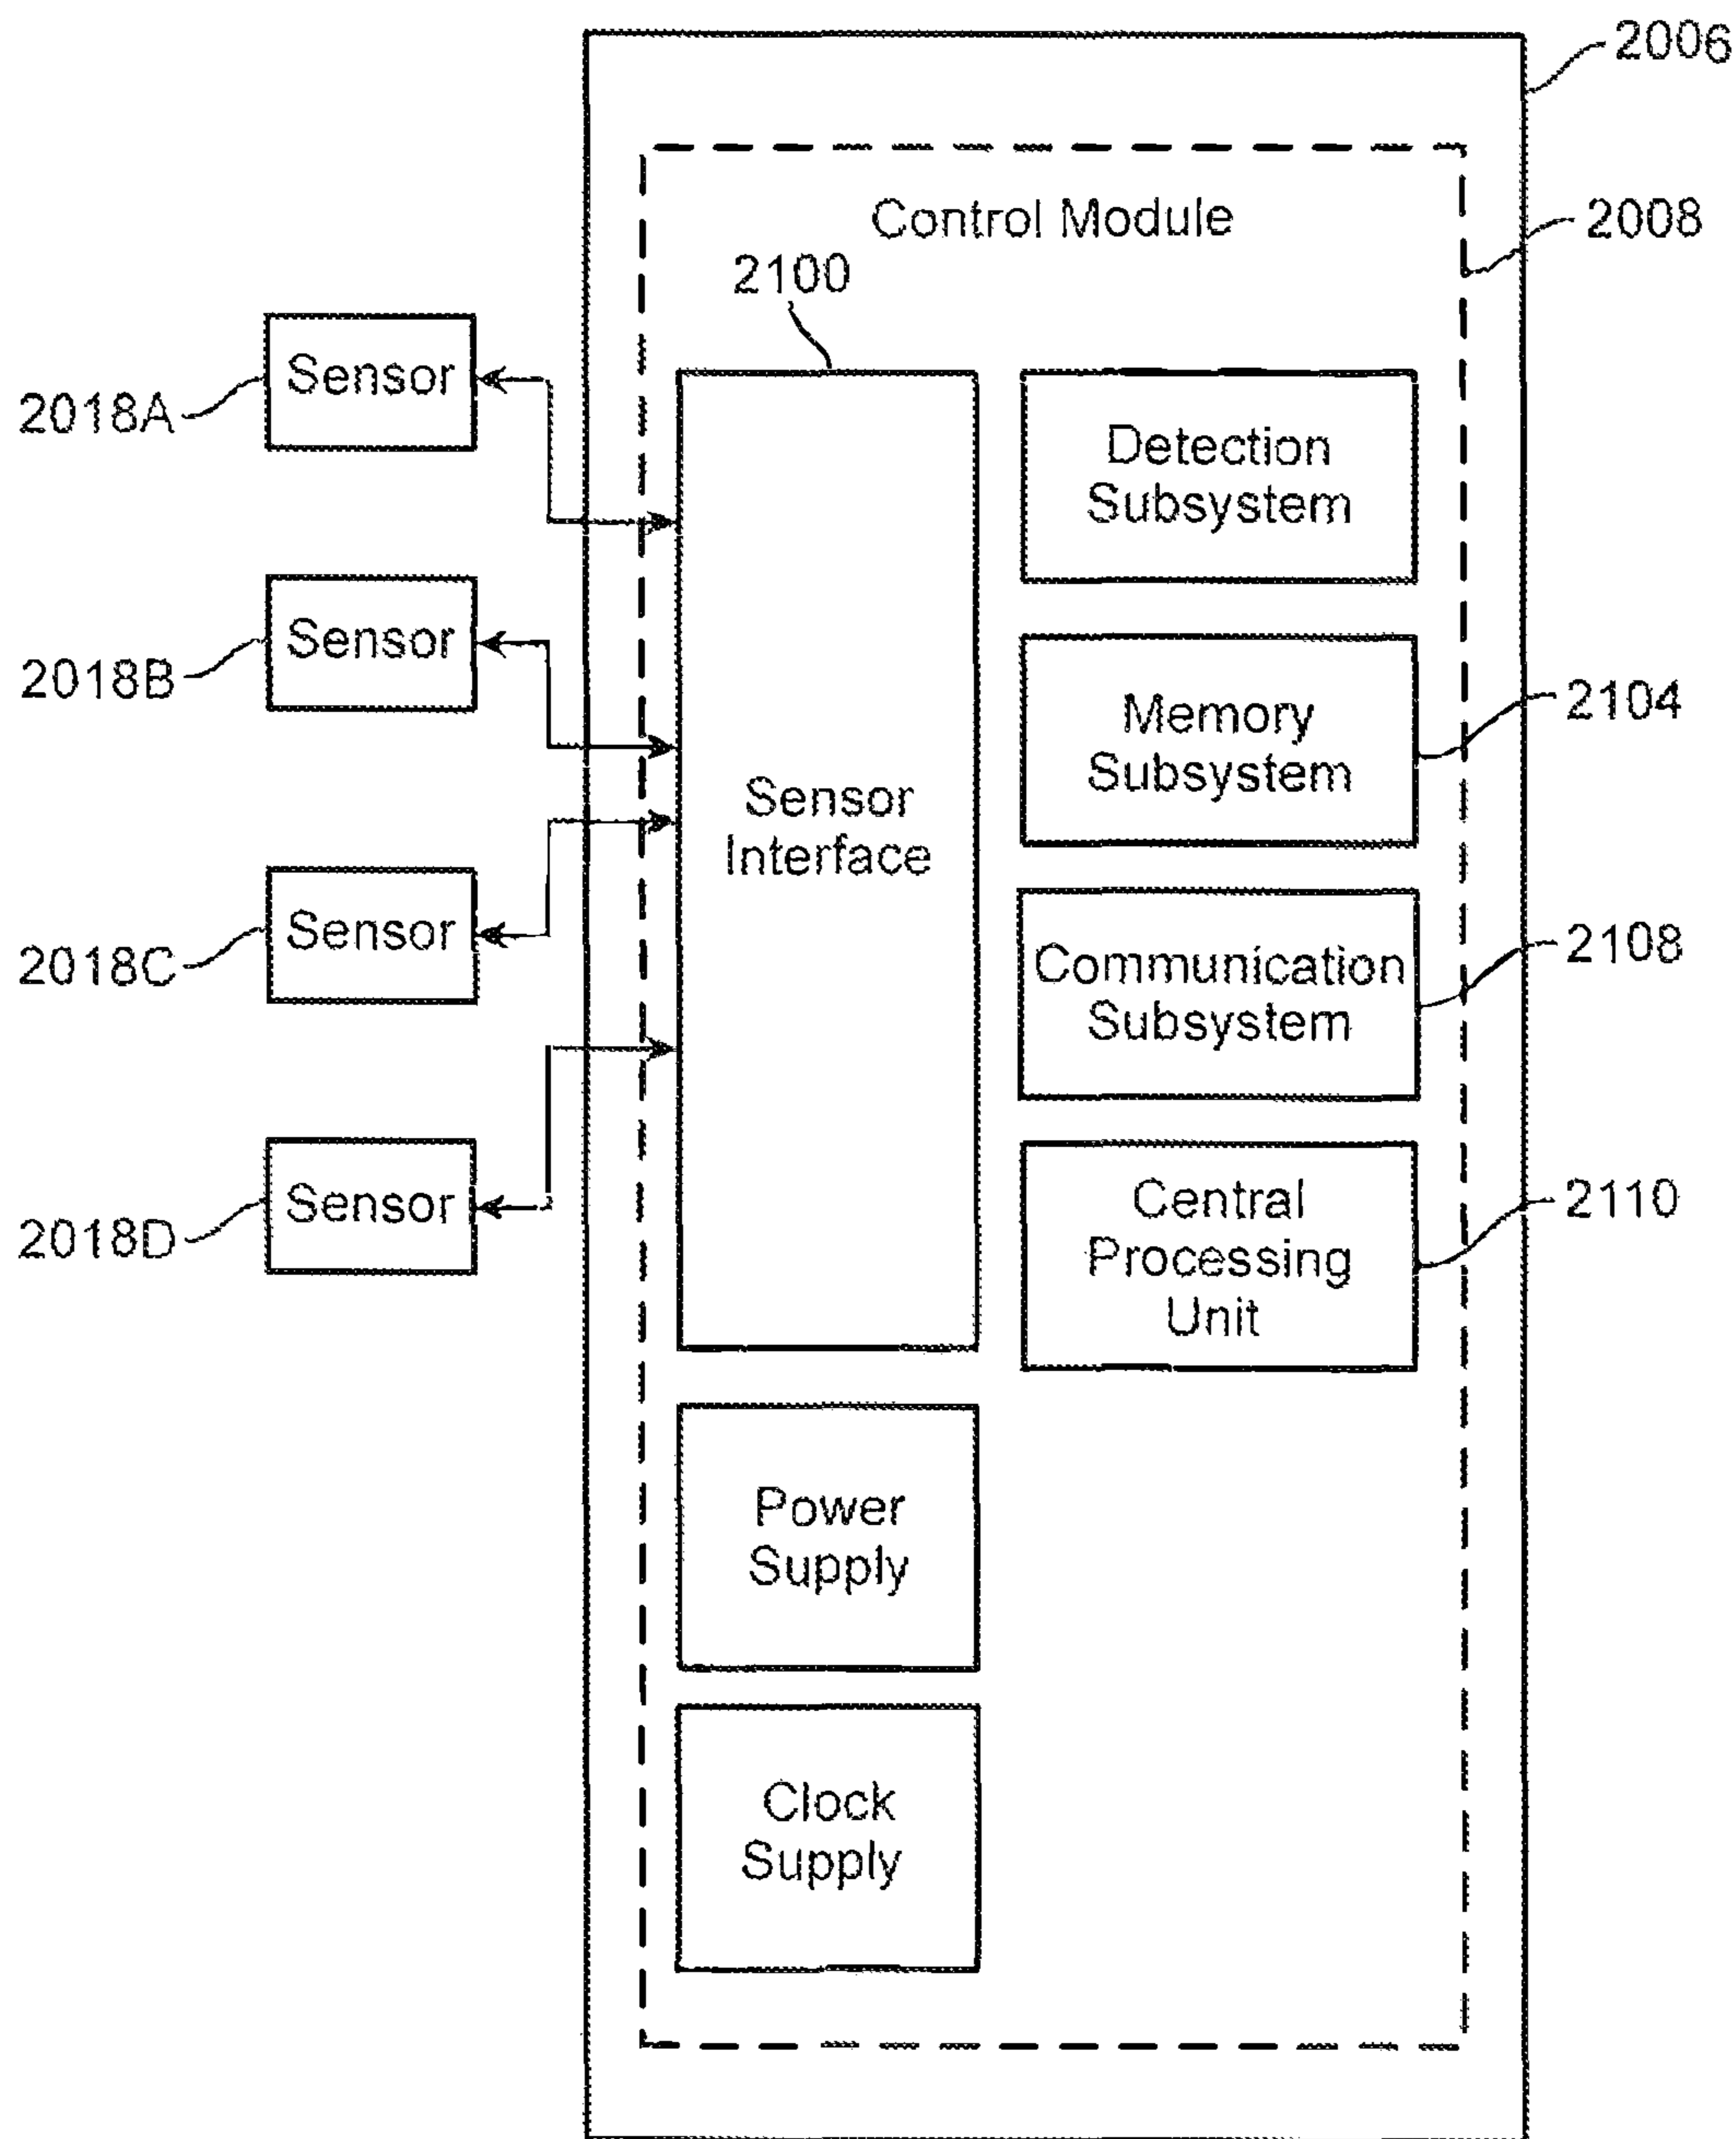 2006
Control Module
2008
2100
Sensor
2018A
Detection
Subsystem
Sensor
2018B
Memory
Subsystem
2104
Sensor
Interface
Sensor
2018C
Communication
Subsystem
2108
Sensor
2018D
Central
Processing
Unit
2110
Power
Supply
Clock
Supply